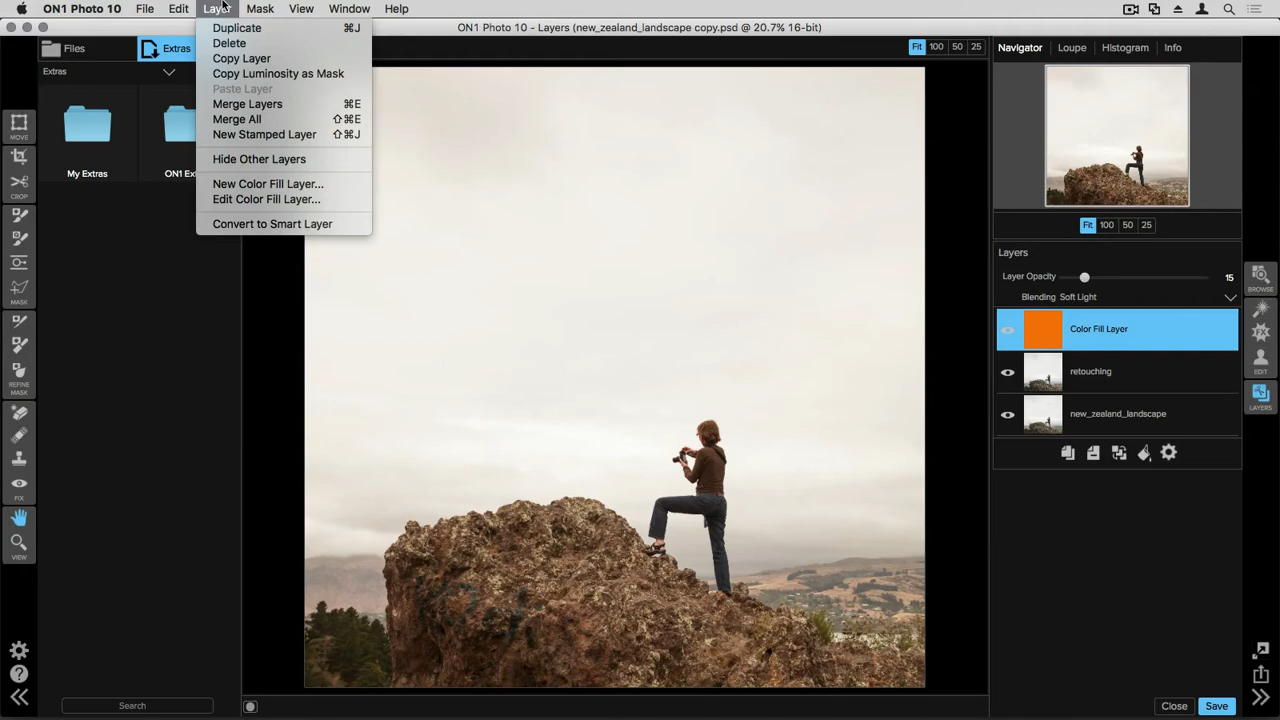 ON1 Photo 10 File Edit Layer Mask View Window Help
ON1 Photo 10 - Layers (new_zealand_landscape copy.psd @ 20.7% 16-bit)
Files
Extras
Extras
My Extras
ON1 Ex
Duplicate ⌘J
Delete
Copy Layer
Copy Luminosity as Mask
Paste Layer
Merge Layers ⌘E
Merge All ⇧⌘E
New Stamped Layer ⇧⌘J
Hide Other Layers
New Color Fill Layer...
Edit Color Fill Layer...
Convert to Smart Layer
Fit 100 50 25
Navigator Loupe Histogram Info
Fit 100 50 25
Layers
Layer Opacity 15
Blending Soft Light
Color Fill Layer
retouching
new_zealand_landscape
MOVE
CROP
MASK
REFINE
MASK
FIX
VIEW
BROWSE
FX
EDIT
LAYERS
Search
Close
Save